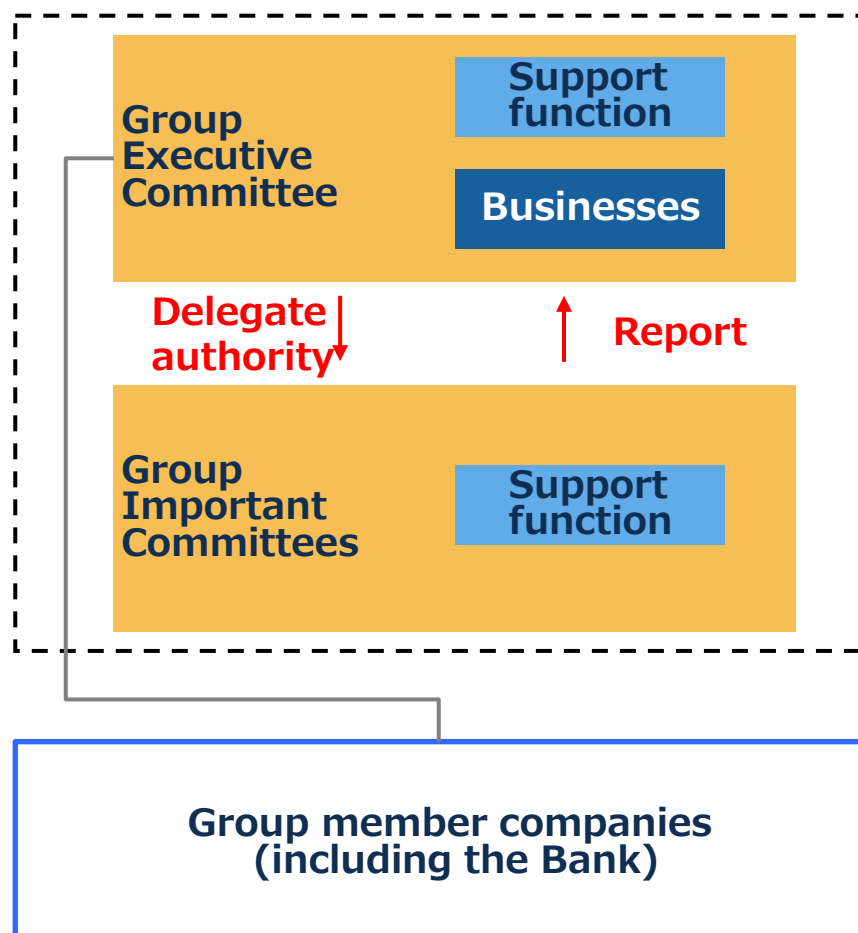 Group
Executive
Committee
Support
function
Businesses
Delegate
authority
Report
Group
Important
Committees
Support
function
Group member companies
(including the Bank)